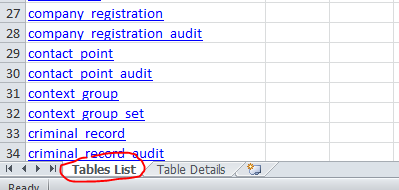 27 company_registration
28 company_registration_audit
29 contact_point
30 contact_point_audit
31 context_group
32 context_group_set
33 criminal_record
34 criminal_record_audit
Tables List Table Details
Ready